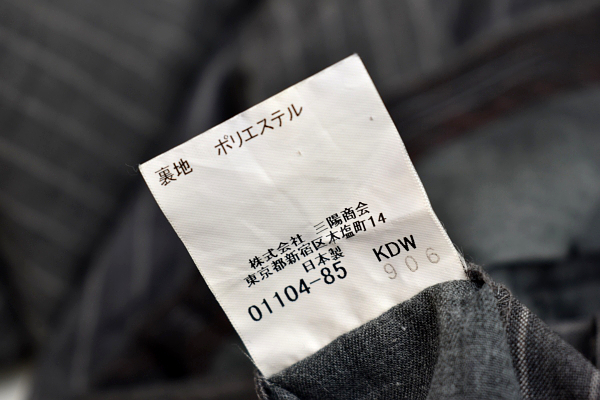 裏地 ポリエステル
株式会社 三陽商会
東京都新宿区本塩町14
日本製 KDW
01104-85 906